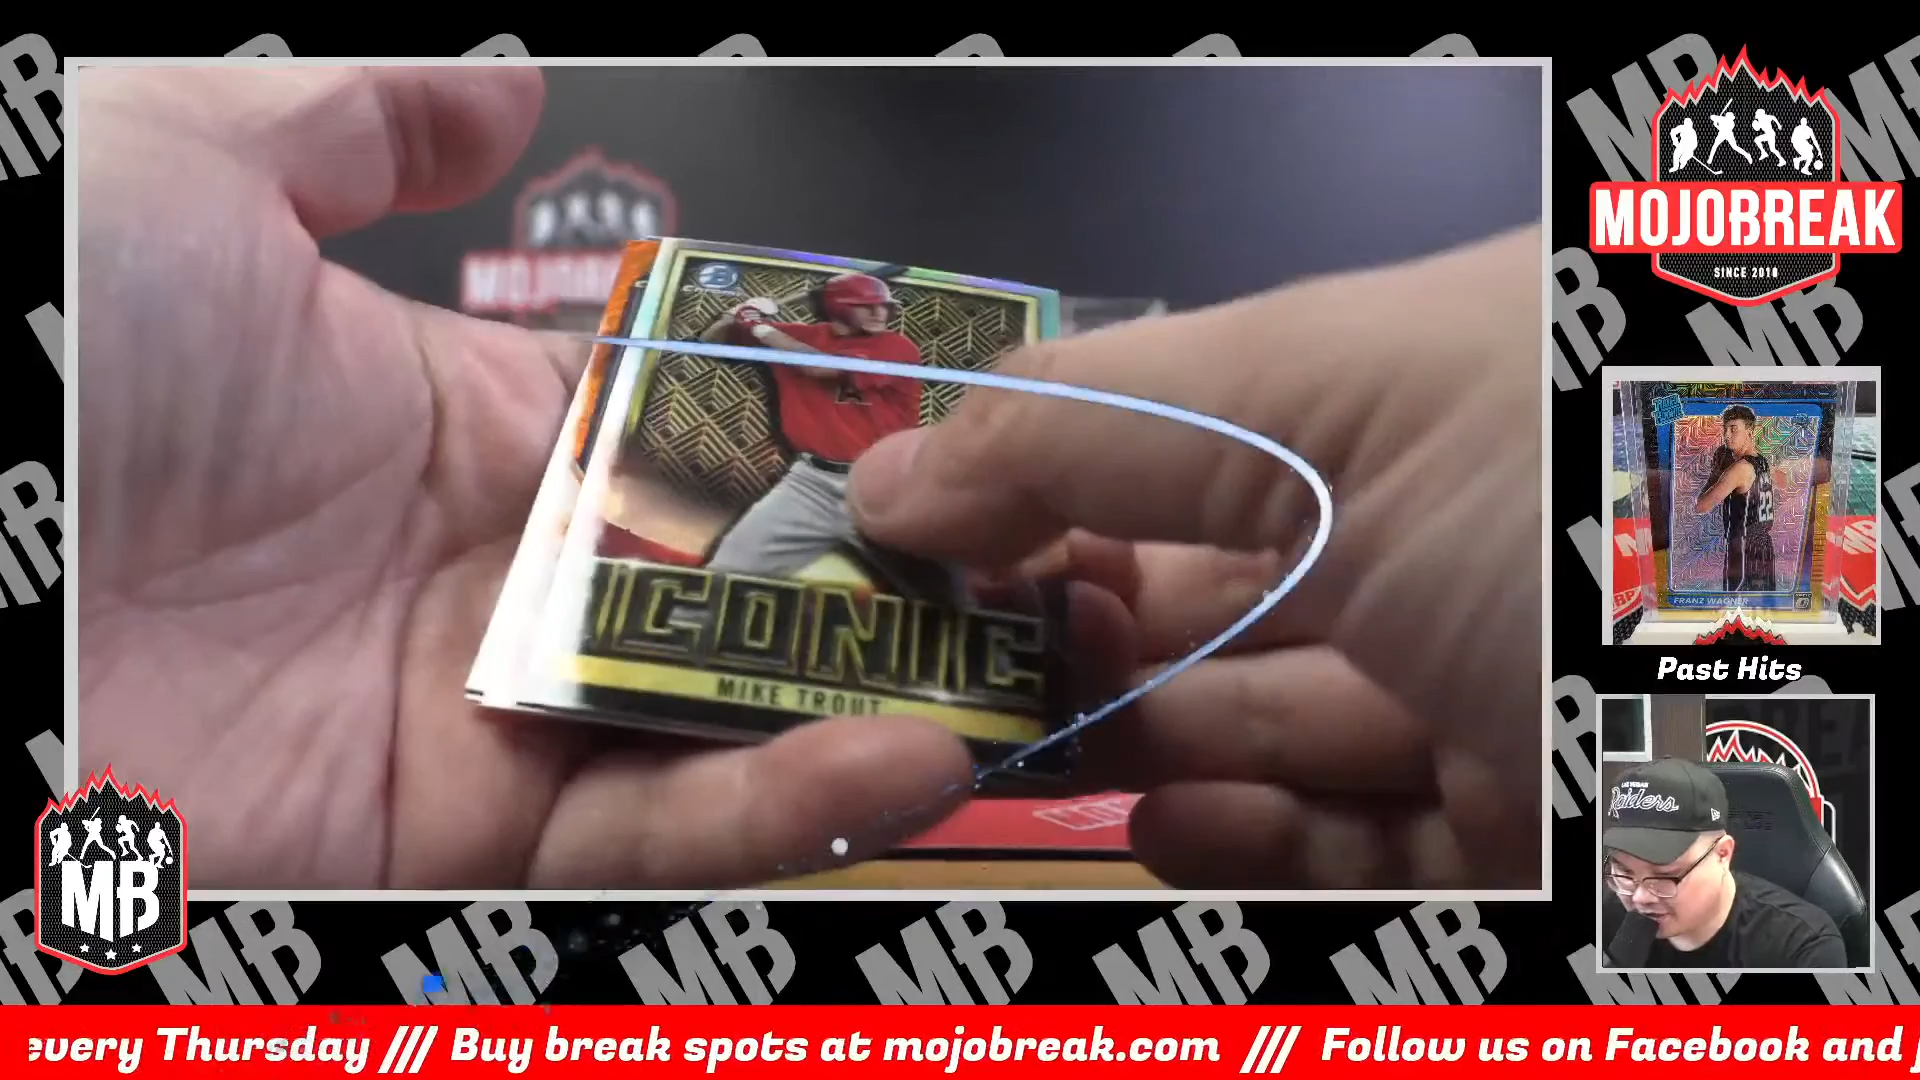 MOJOBREAK
SINCE 2018
ICONIC
MIKE TROUT
22
FRANZ WAGNER
Past Hits
Raiders
MB
every Thursday /// Buy break spots at mojobreak.com /// Follow us on Facebook and